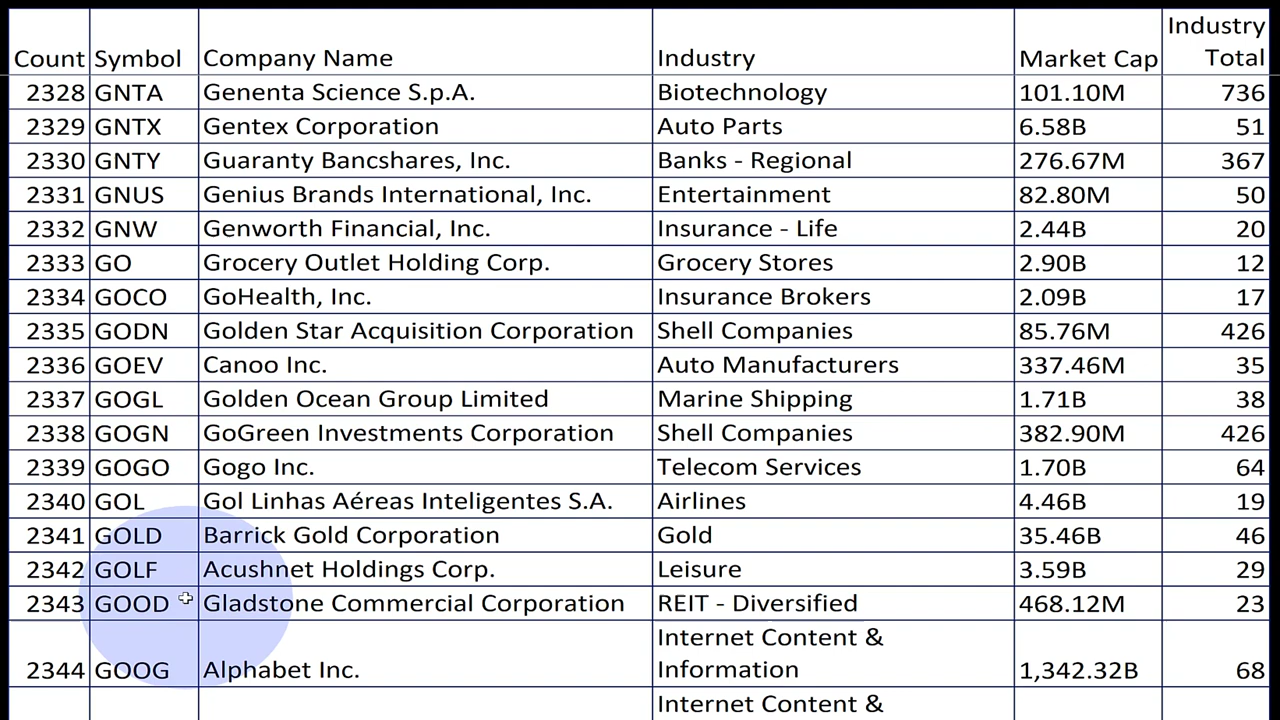 Count Symbol Company Name Industry Market Cap Industry Total
2328 GNTA Genenta Science S.p.A. Biotechnology 101.10M 736
2329 GNTX Gentex Corporation Auto Parts 6.58B 51
2330 GNTY Guaranty Bancshares, Inc. Banks - Regional 276.67M 367
2331 GNUS Genius Brands International, Inc. Entertainment 82.80M 50
2332 GNW Genworth Financial, Inc. Insurance - Life 2.44B 20
2333 GO Grocery Outlet Holding Corp. Grocery Stores 2.90B 12
2334 GOCO GoHealth, Inc. Insurance Brokers 2.09B 17
2335 GODN Golden Star Acquisition Corporation Shell Companies 85.76M 426
2336 GOEV Canoo Inc. Auto Manufacturers 337.46M 35
2337 GOGL Golden Ocean Group Limited Marine Shipping 1.71B 38
2338 GOGN GoGreen Investments Corporation Shell Companies 382.90M 426
2339 GOGO Gogo Inc. Telecom Services 1.70B 64
2340 GOL Gol Linhas Aéreas Inteligentes S.A. Airlines 4.46B 19
2341 GOLD Barrick Gold Corporation Gold 35.46B 46
2342 GOLF Acushnet Holdings Corp. Leisure 3.59B 29
2343 GOOD Gladstone Commercial Corporation REIT - Diversified 468.12M 23
2344 GOOG Alphabet Inc. Internet Content & Information 1,342.32B 68
Internet Content &